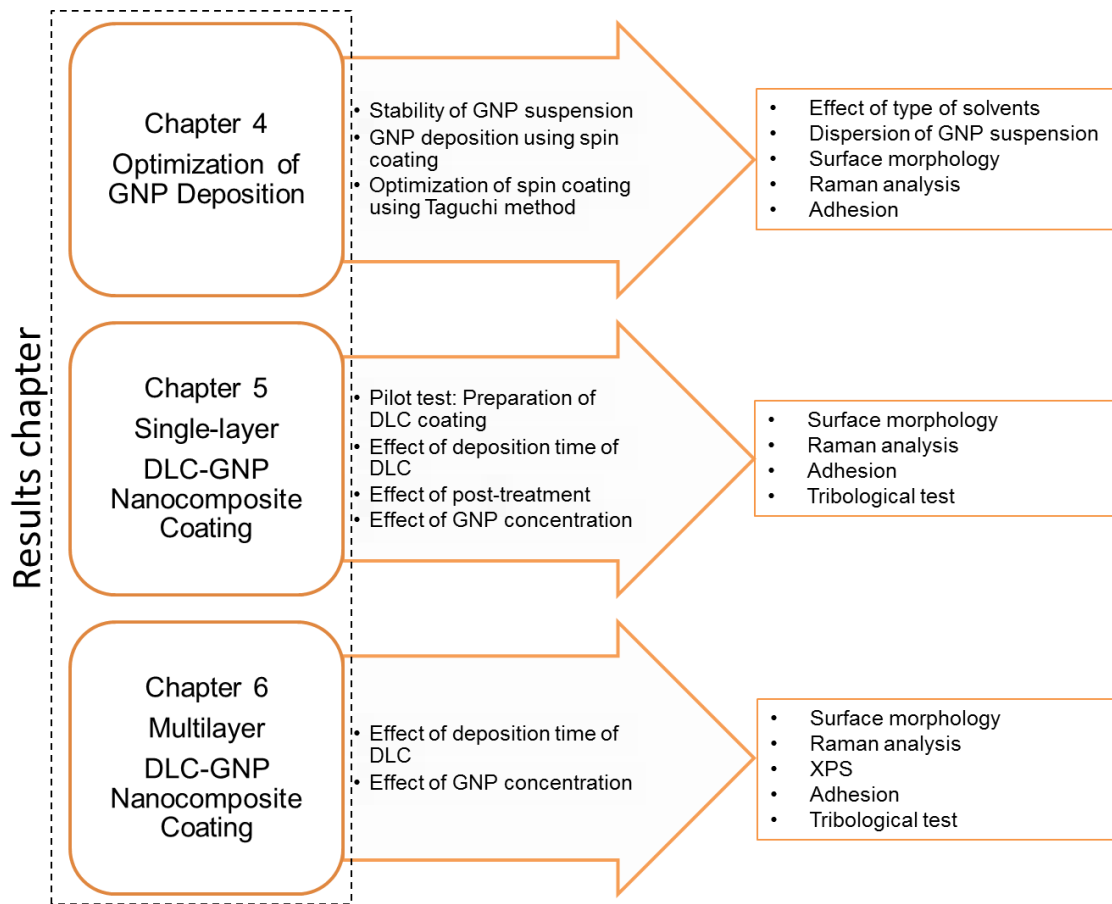 Results chapter
Chapter 4
Optimization of
GNP Deposition
• Stability of GNP suspension
• GNP deposition using spin
coating
• Optimization of spin coating
using Taguchi method
• Effect of type of solvents
• Dispersion of GNP suspension
• Surface morphology
• Raman analysis
• Adhesion
Chapter 5
Single-layer
DLC-GNP
Nanocomposite
Coating
• Pilot test: Preparation of
DLC coating
• Effect of deposition time of
DLC
• Effect of post-treatment
• Effect of GNP concentration
• Surface morphology
• Raman analysis
• Adhesion
• Tribological test
Chapter 6
Multilayer
DLC-GNP
Nanocomposite
Coating
• Effect of deposition time of
DLC
• Effect of GNP concentration
• Surface morphology
• Raman analysis
• XPS
• Adhesion
• Tribological test